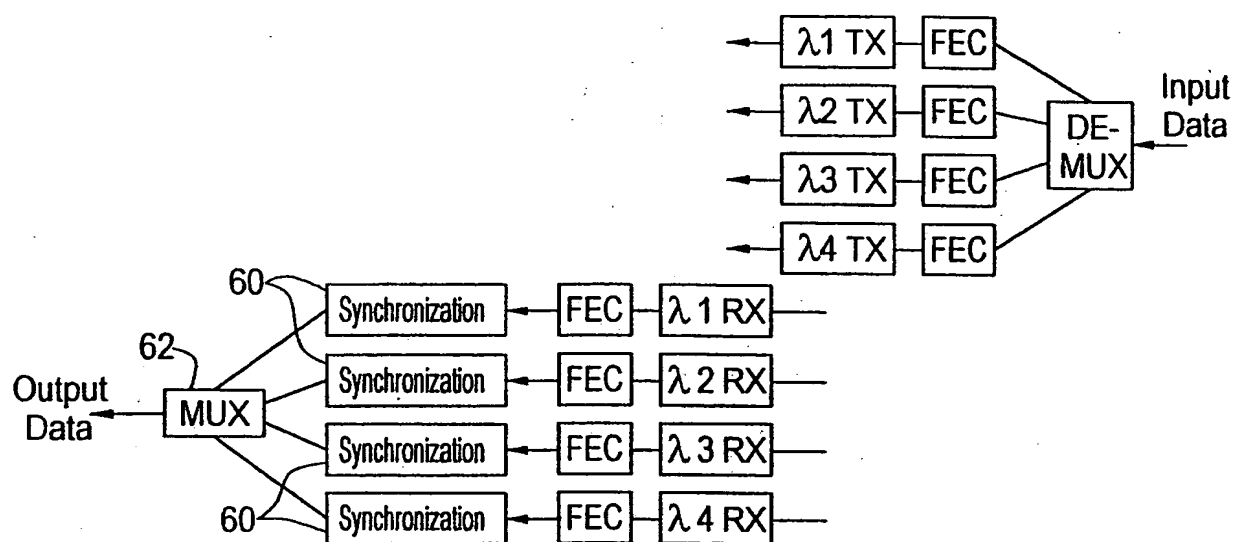 λ1 TX FEC
λ2 TX FEC
λ3 TX FEC
λ4 TX FEC
DE-
MUX
Input
Data
60
Synchronization FEC λ 1 RX
Synchronization FEC λ 2 RX
Synchronization FEC λ 3 RX
Synchronization FEC λ 4 RX
60
62
MUX
Output
Data